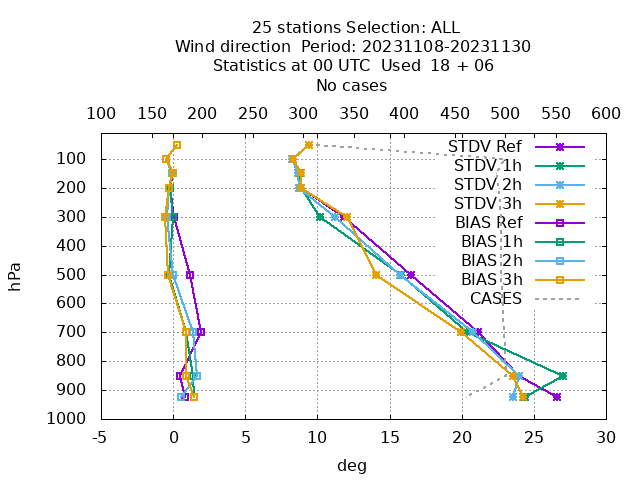 25 stations Selection: ALL
Wind direction  Period: 20231108-20231130
Statistics at 00 UTC  Used  18 + 06
No cases
100 150 200 250 300 350 400 450 500 550 600
STDV Ref
STDV 1h
STDV 2h
STDV 3h
BIAS Ref
BIAS 1h
BIAS 2h
BIAS 3h
CASES
hPa
100
200
300
400
500
600
700
800
900
1000
-5 0 5 10 15 20 25 30
deg